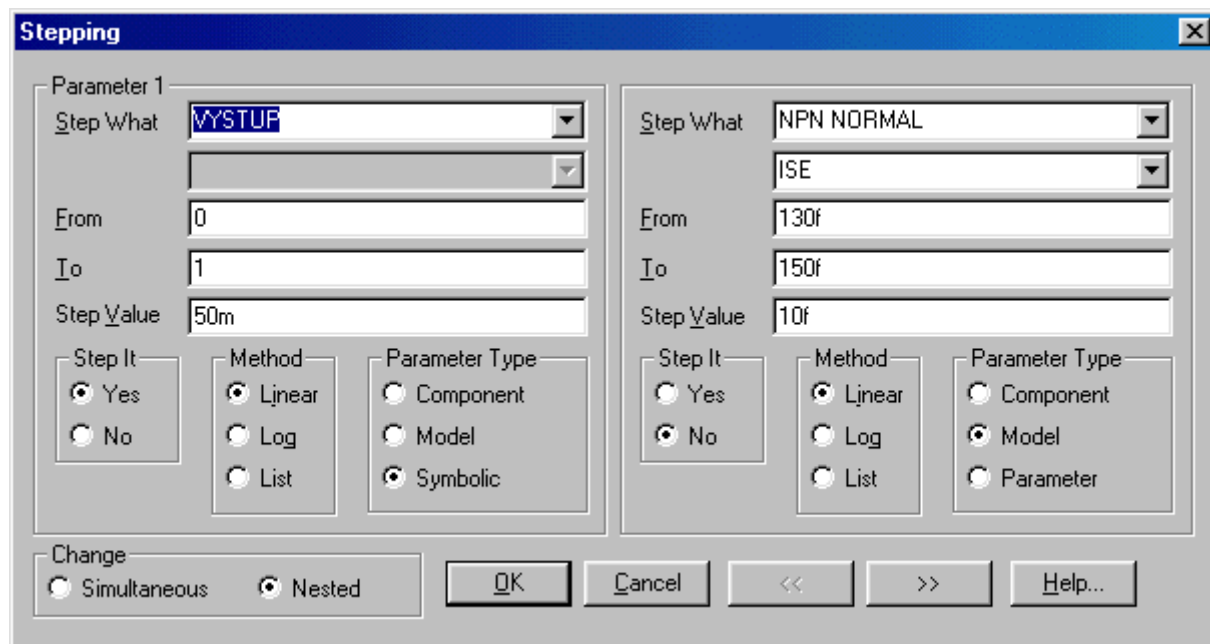 Stepping
Parameter 1
Step What VYSTUP
From 0
To 1
Step Value 50m
Step It
Yes
No
Method
Linear
Log
List
Parameter Type
Component
Model
Symbolic
Step What NPN NORMAL
ISE
From 130f
To 150f
Step Value 10f
Step It
Yes
No
Method
Linear
Log
List
Parameter Type
Component
Model
Parameter
Change
Simultaneous Nested
OK Cancel << >> Help...